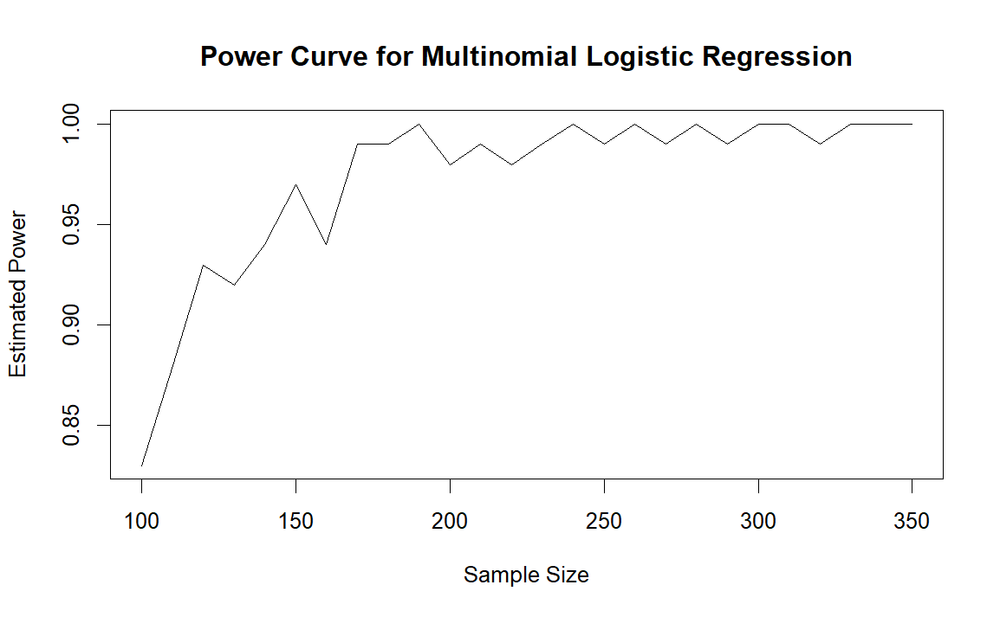 Power Curve for Multinomial Logistic Regression
Estimated Power
1.00
0.95
0.90
0.85
100 150 200 250 300 350
Sample Size